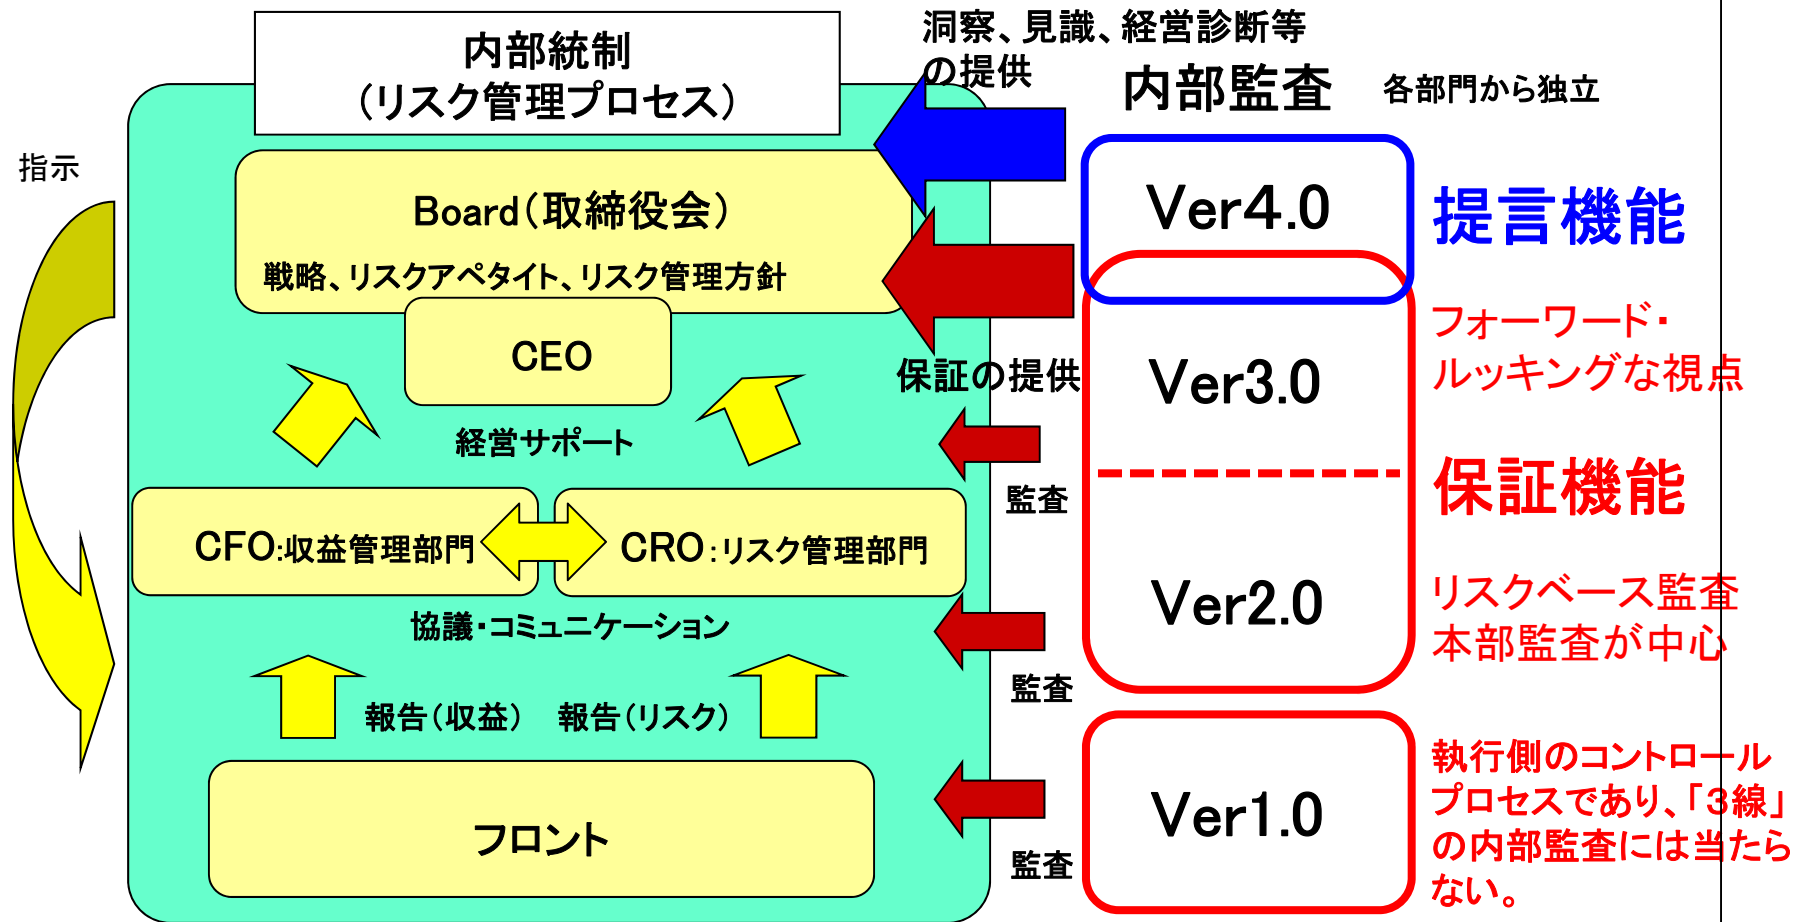 内部統制
（リスク管理プロセス）
洞察、見識、経営診断等
の提供
内部監査
各部門から独立
指示
Board（取締役会）
戦略、リスクアペタイト、リスク管理方針
CEO
経営サポート
CFO:収益管理部門
CRO：リスク管理部門
協議・コミュニケーション
報告（収益）
報告（リスク）
フロント
保証の提供
監査
監査
監査
Ver4.0
提言機能
Ver3.0
フォーワード・
ルッキングな視点
保証機能
Ver2.0
リスクベース監査
本部監査が中心
Ver1.0
執行側のコントロール
プロセスであり、「３線」
の内部監査には当たら
ない。